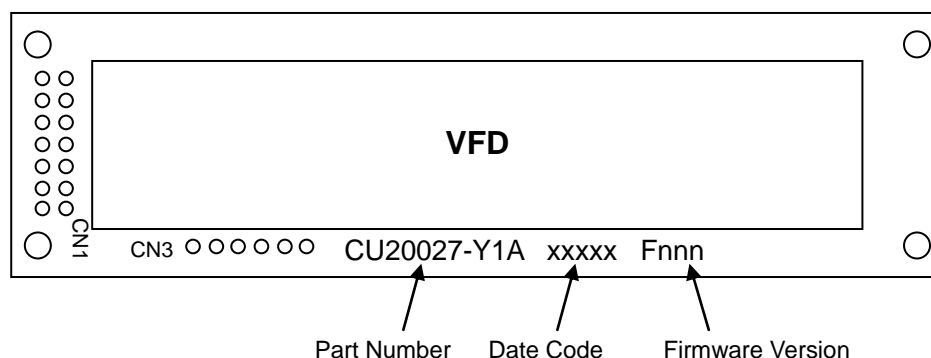 VFD
CN1
CN3 CU20027-Y1A xxxxx Fnnn
Part Number Date Code Firmware Version